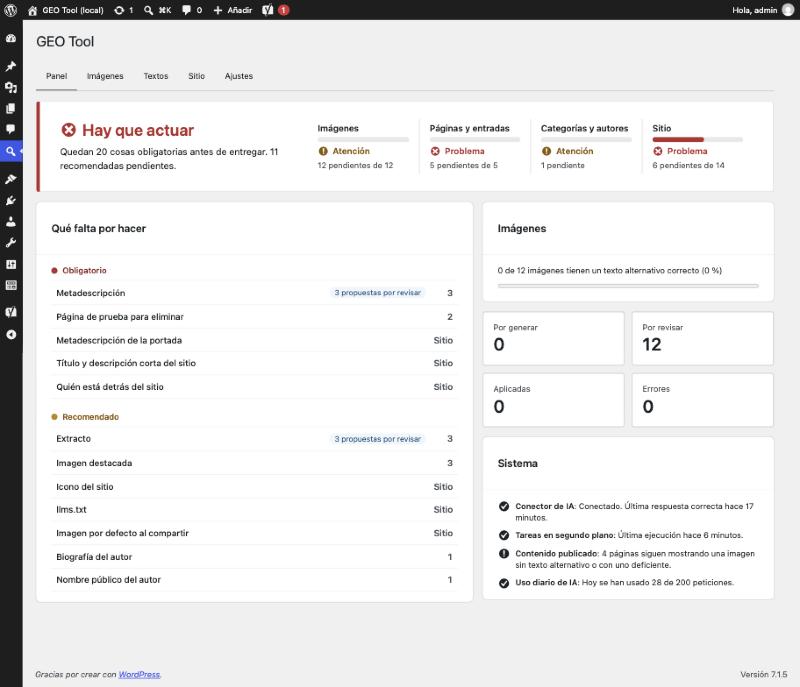 GEO Tool (local) 1 ⌘K 0 + Añadir 1 Hola, admin
GEO Tool
Panel Imágenes Textos Sitio Ajustes
Hay que actuar
Quedan 20 cosas obligatorias antes de entregar. 11
recomendadas pendientes.
Imágenes
Atención
12 pendientes de 12
Páginas y entradas
Problema
5 pendientes de 5
Categorías y autores
Atención
1 pendiente
Sitio
Problema
6 pendientes de 14
Qué falta por hacer
Obligatorio
Metadescripción 3 propuestas por revisar 3
Página de prueba para eliminar 2
Metadescripción de la portada Sitio
Título y descripción corta del sitio Sitio
Quién está detrás del sitio Sitio
Recomendado
Extracto 3 propuestas por revisar 3
Imagen destacada 3
Icono del sitio Sitio
llms.txt Sitio
Imagen por defecto al compartir Sitio
Biografía del autor 1
Nombre público del autor 1
Imágenes
0 de 12 imágenes tienen un texto alternativo correcto (0 %)
Por generar
0
Por revisar
12
Aplicadas
0
Errores
0
Sistema
Conector de IA: Conectado. Última respuesta correcta hace 17
minutos.
Tareas en segundo plano: Última ejecución hace 6 minutos.
Contenido publicado: 4 páginas siguen mostrando una imagen
sin texto alternativo o con uno deficiente.
Uso diario de IA: Hoy se han usado 28 de 200 peticiones.
Gracias por crear con WordPress. Versión 7.1.5